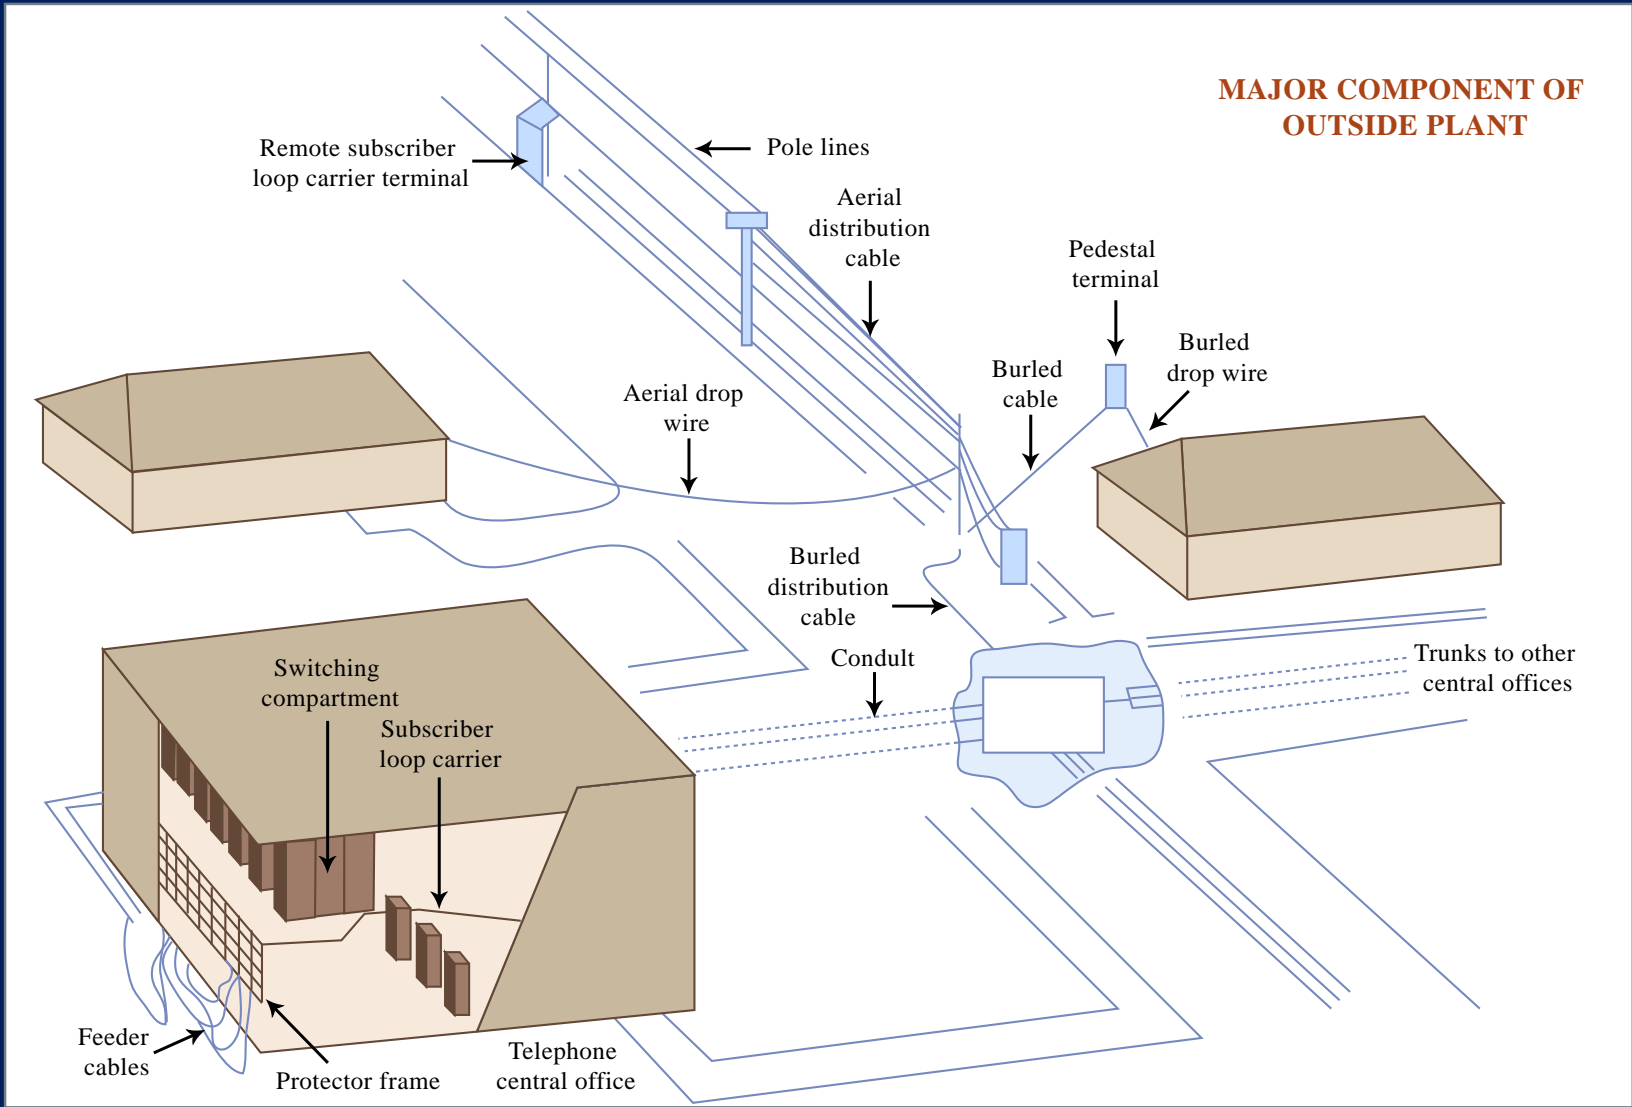 MAJOR COMPONENT OF
OUTSIDE PLANT
Remote subscriber
loop carrier terminal
Pole lines
Aerial
distribution
cable
Pedestal
terminal
Burled
drop wire
Burled
cable
Aerial drop
wire
Burled
distribution
cable
Condult
Trunks to other
central offices
Switching
compartment
Subscriber
loop carrier
Feeder
cables
Protector frame
Telephone
central office